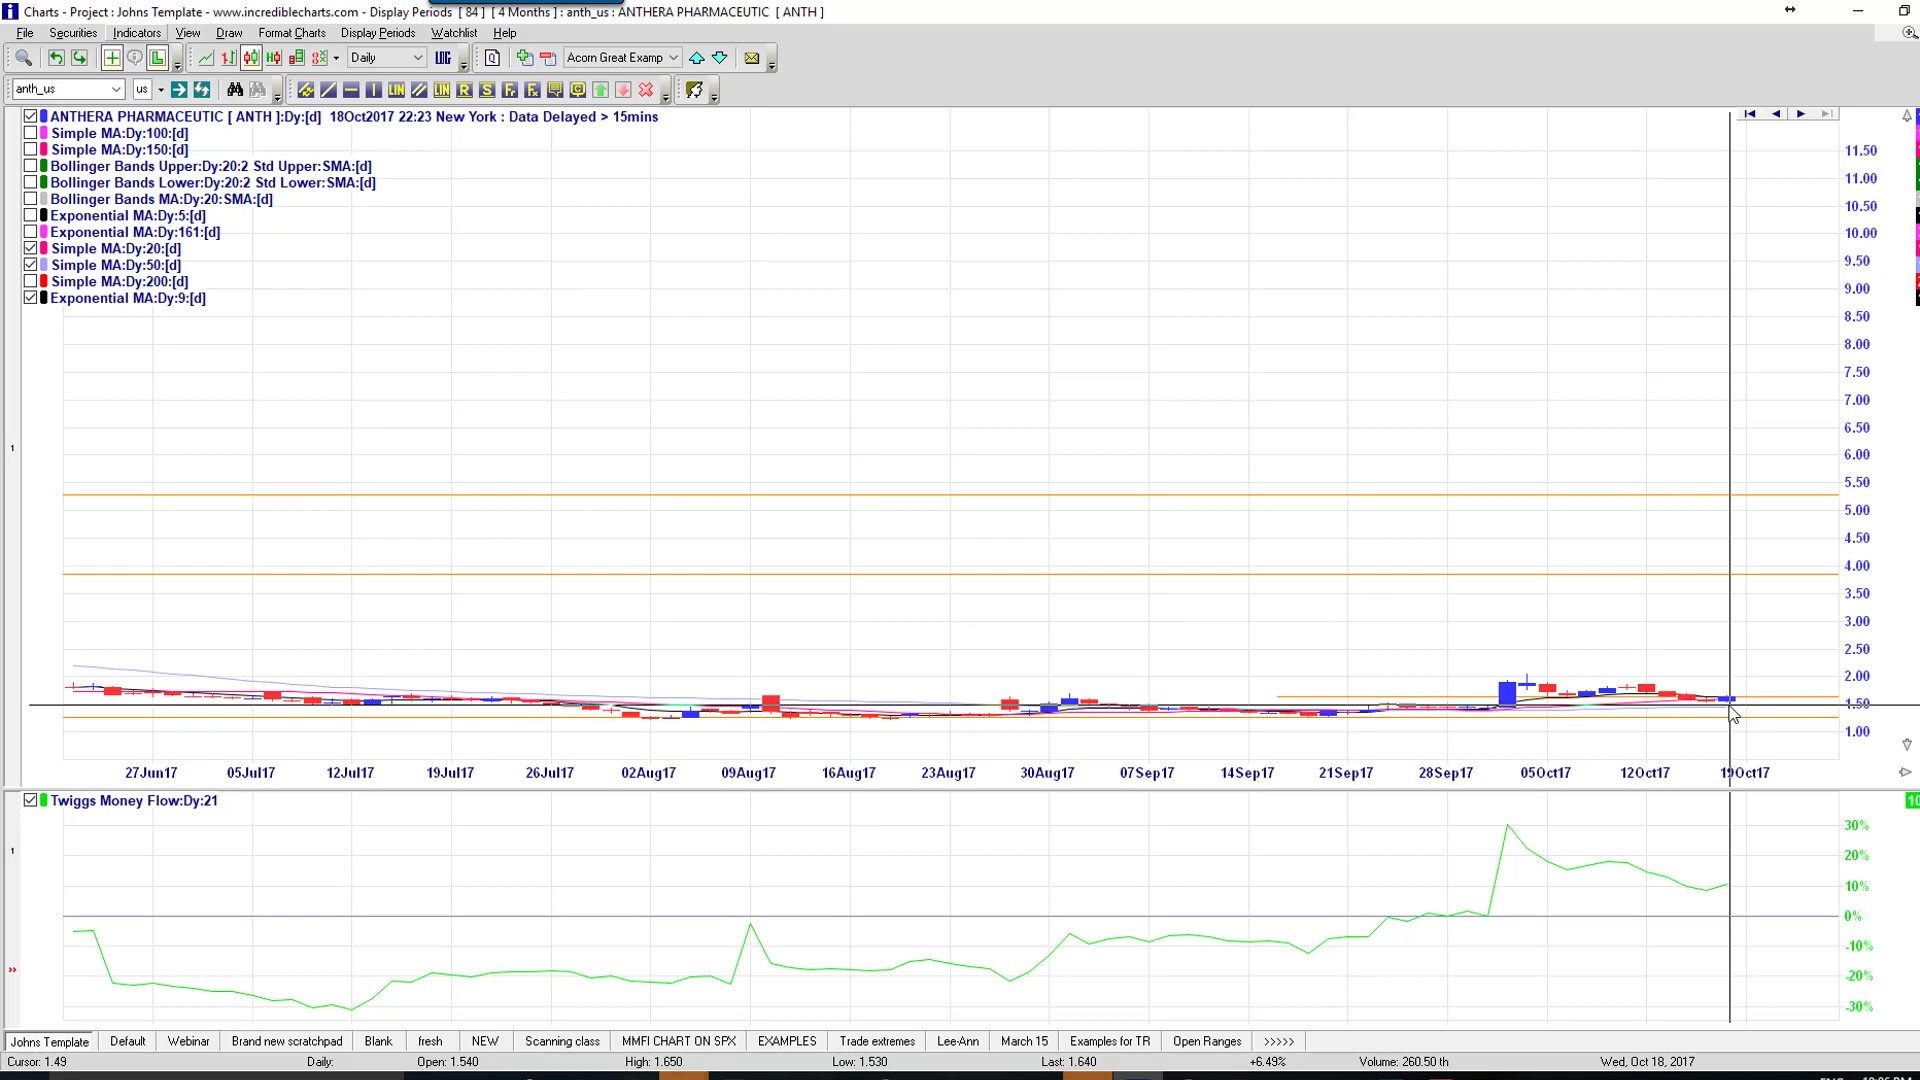 Charts - Project : Johns Template - www.incrediblecharts.com - Display Periods [ 84 ] [ 4 Months ] : anth_us : ANTHERA PHARMACEUTIC [ ANTH ]
File Securities Indicators View Draw Format Charts Display Periods Watchlist Help
Daily LOG Acorn Great Examp
anth_us us LIN LIN R S
ANTHERA PHARMACEUTIC [ ANTH ]:Dy:[d] 18Oct2017 22:23 New York : Data Delayed > 15mins
Simple MA:Dy:100:[d]
Simple MA:Dy:150:[d]
Bollinger Bands Upper:Dy:20:2 Std Upper:SMA:[d]
Bollinger Bands Lower:Dy:20:2 Std Lower:SMA:[d]
Bollinger Bands MA:Dy:20:SMA:[d]
Exponential MA:Dy:5:[d]
Exponential MA:Dy:161:[d]
Simple MA:Dy:20:[d]
Simple MA:Dy:50:[d]
Simple MA:Dy:200:[d]
Exponential MA:Dy:9:[d]
11.50
11.00
10.50
10.00
9.50
9.00
8.50
8.00
7.50
7.00
6.50
6.00
5.50
5.00
4.50
4.00
3.50
3.00
2.50
2.00
1.50
1.00
1
27Jun17 05Jul17 12Jul17 19Jul17 26Jul17 02Aug17 09Aug17 16Aug17 23Aug17 30Aug17 07Sep17 14Sep17 21Sep17 28Sep17 05Oct17 12Oct17 19Oct17
Twiggs Money Flow:Dy:21
10
30%
20%
10%
0%
-10%
-20%
-30%
1
Johns Template Default Webinar Brand new scratchpad Blank fresh NEW Scanning class MMFI CHART ON SPX EXAMPLES Trade extremes Lee-Ann March 15 Examples for TR Open Ranges >>>>>
Cursor: 1.49 Daily: Open: 1.540 High: 1.650 Low: 1.530 Last: 1.640 +6.49% Volume: 260.50 th Wed, Oct 18, 2017